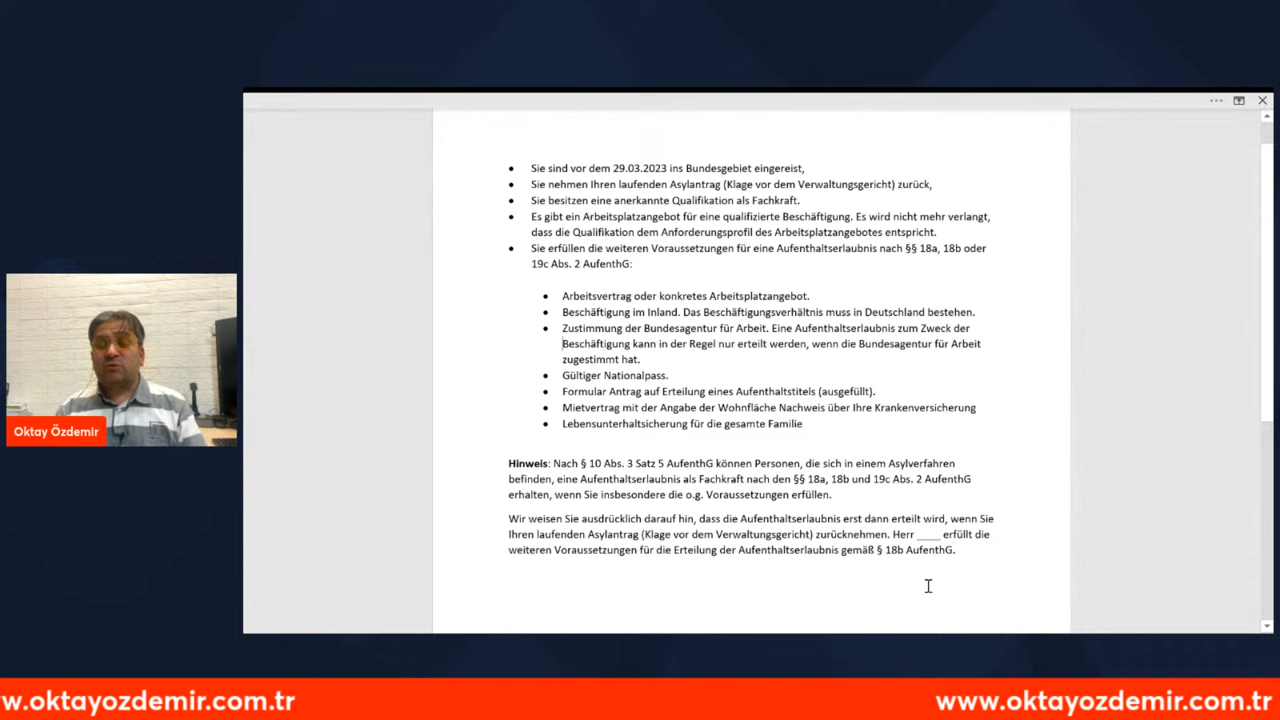 Sie sind vor dem 29.03.2023 ins Bundesgebiet eingereist,
Sie nehmen Ihren laufenden Asylantrag (Klage vor dem Verwaltungsgericht) zurück,
Sie besitzen eine anerkannte Qualifikation als Fachkraft.
Es gibt ein Arbeitsplatzangebot für eine qualifizierte Beschäftigung. Es wird nicht mehr verlangt,
dass die Qualifikation dem Anforderungsprofil des Arbeitsplatzangebotes entspricht.
Sie erfüllen die weiteren Voraussetzungen für eine Aufenthaltserlaubnis nach §§ 18a, 18b oder
19c Abs. 2 AufenthG:
Arbeitsvertrag oder konkretes Arbeitsplatzangebot.
Beschäftigung im Inland. Das Beschäftigungsverhältnis muss in Deutschland bestehen.
Zustimmung der Bundesagentur für Arbeit. Eine Aufenthaltserlaubnis zum Zweck der
Beschäftigung kann in der Regel nur erteilt werden, wenn die Bundesagentur für Arbeit
zugestimmt hat.
Gültiger Nationalpass.
Formular Antrag auf Erteilung eines Aufenthaltstitels (ausgefüllt).
Mietvertrag mit der Angabe der Wohnfläche Nachweis über Ihre Krankenversicherung
Lebensunterhaltsicherung für die gesamte Familie
Hinweis: Nach § 10 Abs. 3 Satz 5 AufenthG können Personen, die sich in einem Asylverfahren
befinden, eine Aufenthaltserlaubnis als Fachkraft nach den §§ 18a, 18b und 19c Abs. 2 AufenthG
erhalten, wenn Sie insbesondere die o.g. Voraussetzungen erfüllen.
Wir weisen Sie ausdrücklich darauf hin, dass die Aufenthaltserlaubnis erst dann erteilt wird, wenn Sie
Ihren laufenden Asylantrag (Klage vor dem Verwaltungsgericht) zurücknehmen. Herr ____ erfüllt die
weiteren Voraussetzungen für die Erteilung der Aufenthaltserlaubnis gemäß § 18b AufenthG.
Oktay Özdemir
w.oktayozdemir.com.tr
www.oktayozdemir.com.tr